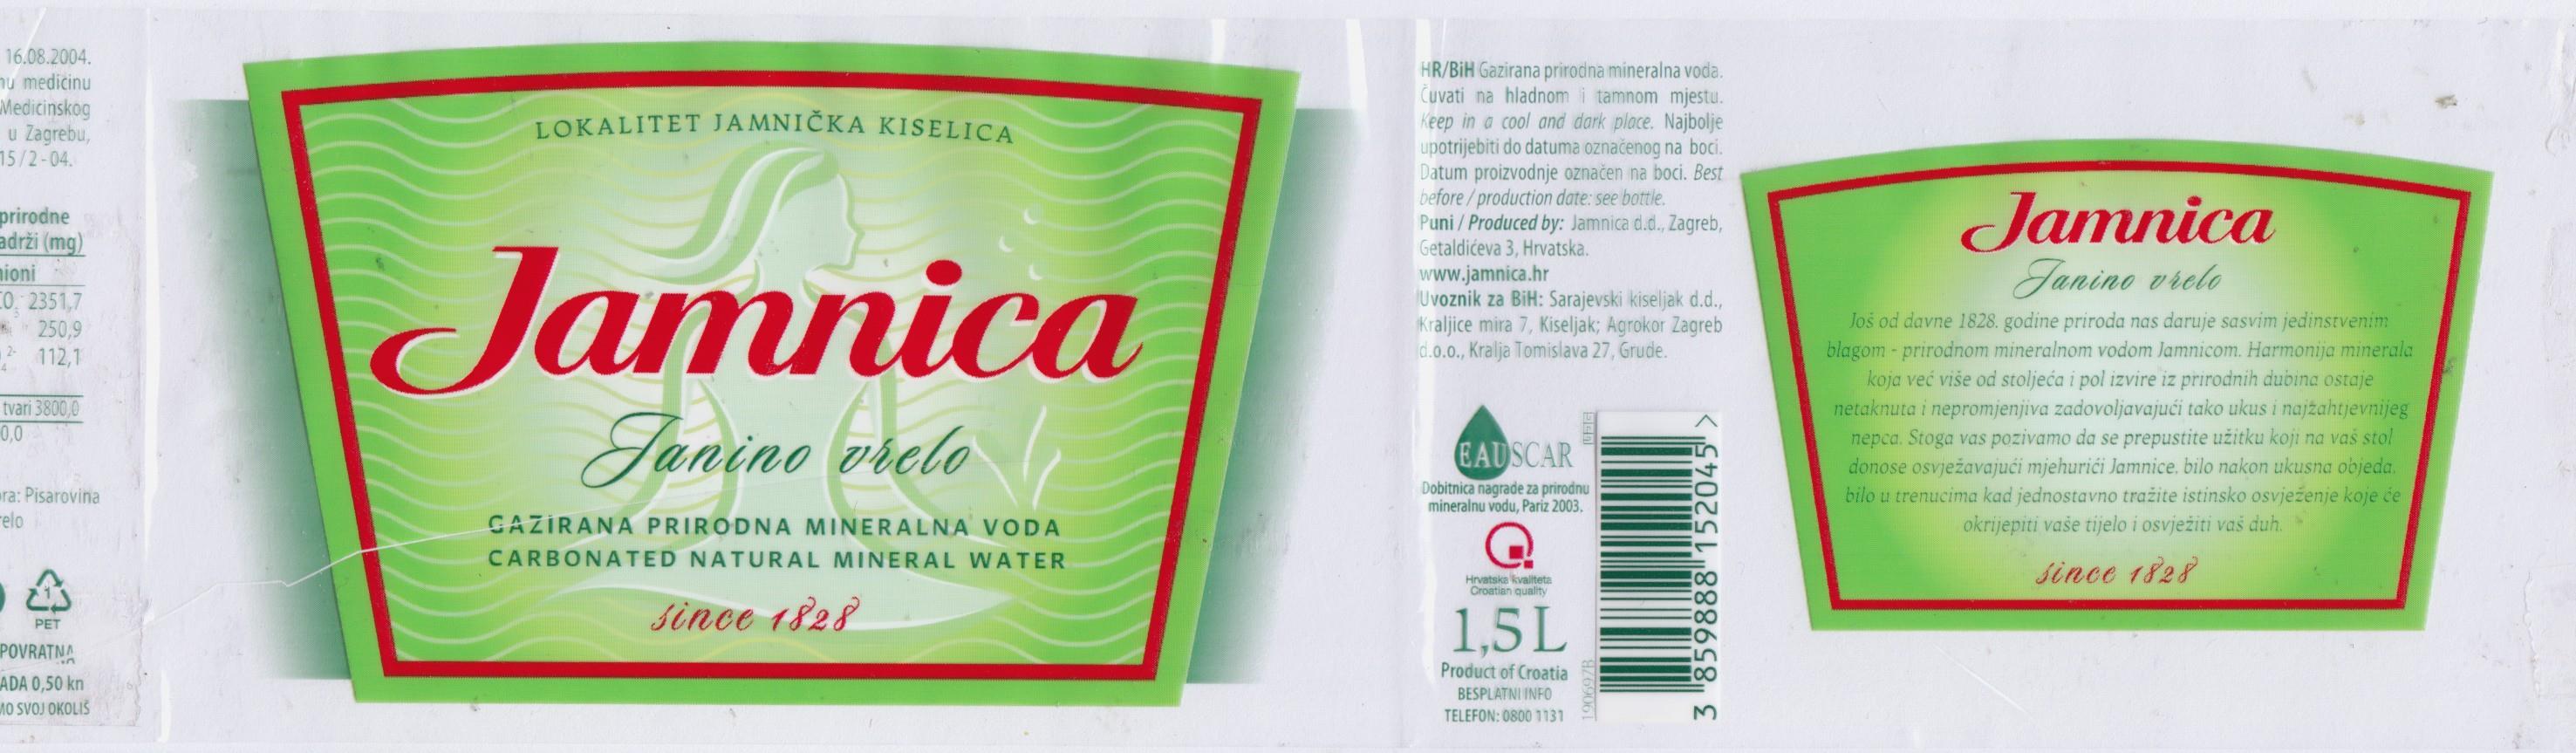 16.08.2004.
medicinu
Medicinskog
u Zagrebu,
15/2-04.
prirodne
(mg)
2351,7
250,9
2-
4
112,1
tvari 3800,0
0,0
Pisarovina
1
PET
POVRATNA
0,50 kn
SVOJ OKOLIŠ
LOKALITET JAMNIČKA KISELICA
Jamnica
Janino vrelo
GAZIRANA PRIRODNA MINERALNA VODA
CARBONATED NATURAL MINERAL WATER
since 1828
HR/BiH Gazirana prirodna mineralna voda.
Čuvati na hladnom i tamnom mjestu.
Keep in a cool and dark place. Najbolje
upotrijebiti do datuma označenog na boci.
Datum proizvodnje označen na boci. Best
before / production date: see bottle.
Puni / Produced by: Jamnica d.d., Zagreb,
Getaldićeva 3, Hrvatska.
www.jamnica.hr
Uvoznik za BiH: Sarajevski kiseljak d.d.,
Kraljice mira 7, Kiseljak; Agrokor Zagreb
d.o.o., Kralja Tomislava 27, Grude.
EAUSCAR
Dobitnica nagrade za prirodnu
mineralnu vodu, Pariz 2003.
Hrvatska kvaliteta
Croatian quality
1,5 L
Product of Croatia
BESPLATNI INFO
TELEFON: 0800 1131
190697B
3 859888 152045 >
Jamnica
Janino vrelo
Još od davne 1828. godine priroda nas daruje sasvim jedinstvenim
blagom - prirodnom mineralnom vodom Jamnicom. Harmonija minerala
koja već više od stoljeća i pol izvire iz prirodnih dubina ostaje
netaknuta i nepromjenjiva zadovoljavajući tako ukus i najzahtjevnijeg
nepca. Stoga vas pozivamo da se prepustite užitku koji na vaš stol
donose osvježavajući mjehurići Jamnice, bilo nakon ukusna objeda,
bilo u trenucima kad jednostavno tražite istinsko osvježenje koje će
okrijepiti vaše tijelo i osvježiti vaš duh.
since 1828